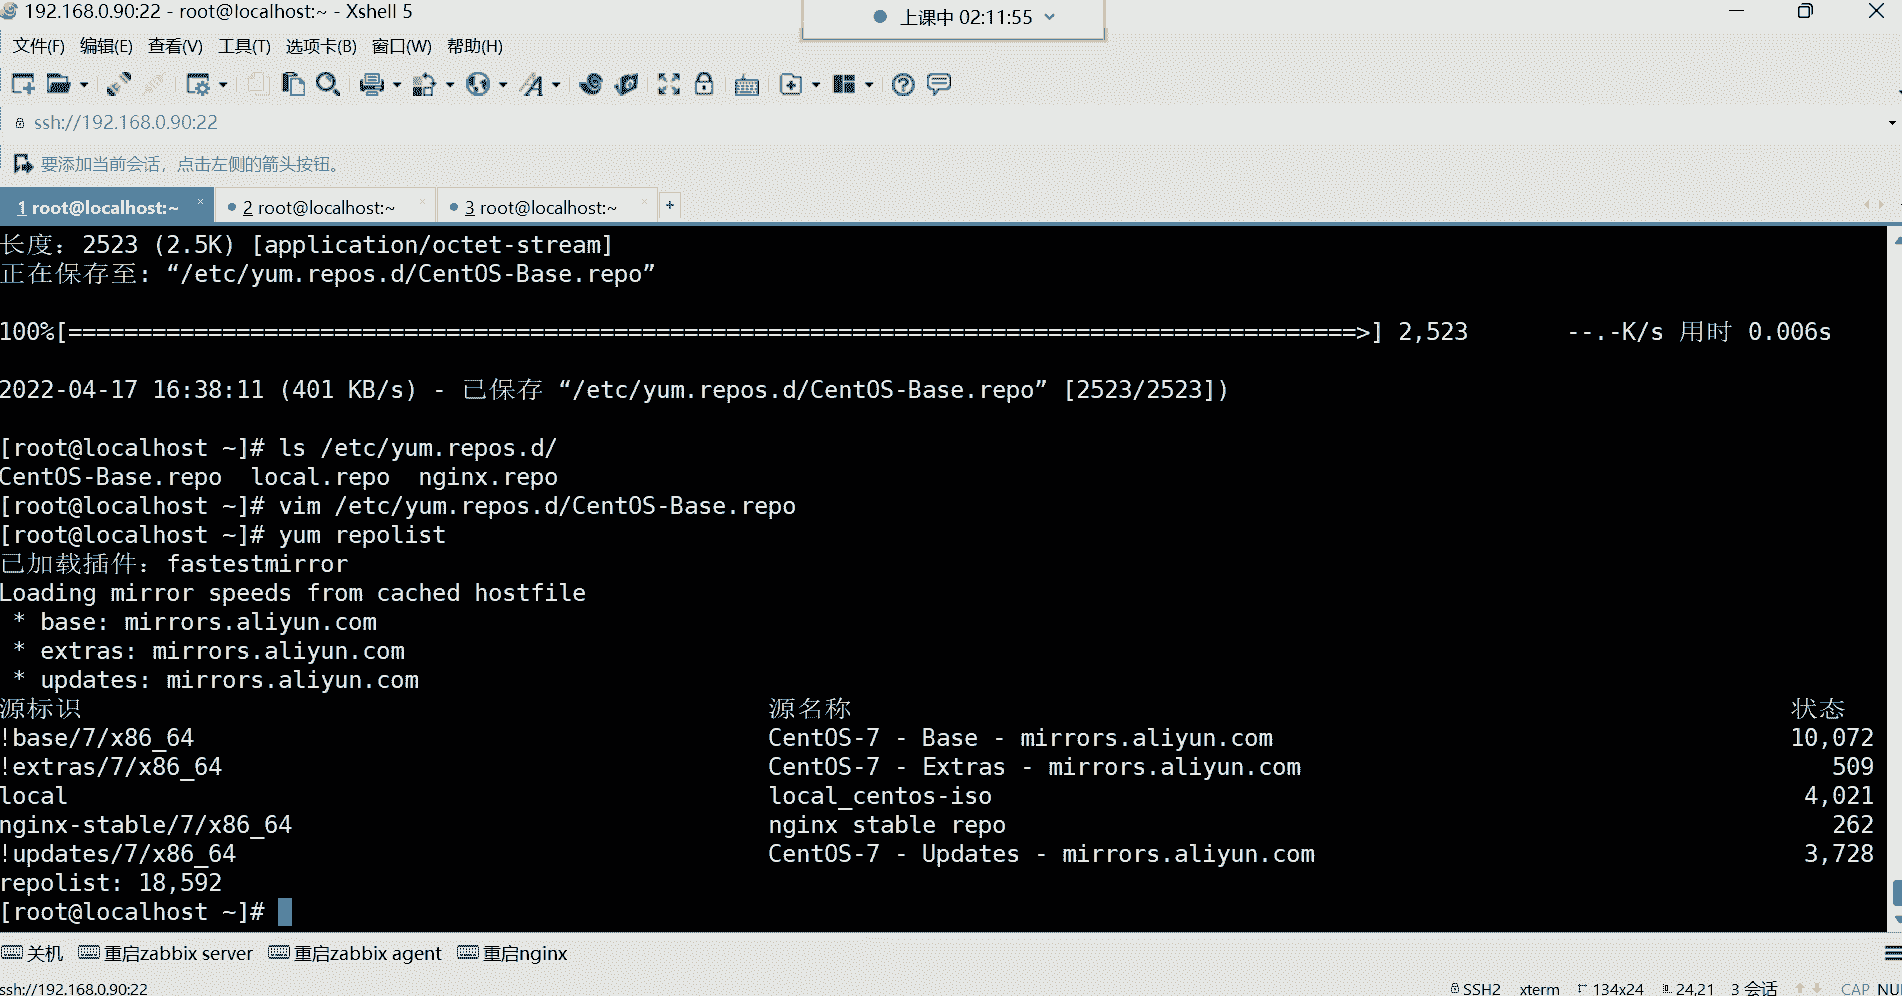 192.168.0.90:22 - root@localhost:~ - Xshell 5
上课中 02:11:55
文件(F) 编辑(E) 查看(V) 工具(T) 选项卡(B) 窗口(W) 帮助(H)
ssh://192.168.0.90:22
要添加当前会话，点击左侧的箭头按钮。
1 root@localhost:~ 2 root@localhost:~ 3 root@localhost:~
长度：2523 (2.5K) [application/octet-stream]
正在保存至: “/etc/yum.repos.d/CentOS-Base.repo”
100%[============================================================================================>] 2,523 --.-K/s 用时 0.006s
2022-04-17 16:38:11 (401 KB/s) - 已保存 “/etc/yum.repos.d/CentOS-Base.repo” [2523/2523])
[root@localhost ~]# ls /etc/yum.repos.d/
CentOS-Base.repo local.repo nginx.repo
[root@localhost ~]# vim /etc/yum.repos.d/CentOS-Base.repo
[root@localhost ~]# yum repolist
已加载插件：fastestmirror
Loading mirror speeds from cached hostfile
* base: mirrors.aliyun.com
* extras: mirrors.aliyun.com
* updates: mirrors.aliyun.com
源标识 源名称 状态
!base/7/x86_64 CentOS-7 - Base - mirrors.aliyun.com 10,072
!extras/7/x86_64 CentOS-7 - Extras - mirrors.aliyun.com 509
local local_centos-iso 4,021
nginx-stable/7/x86_64 nginx stable repo 262
!updates/7/x86_64 CentOS-7 - Updates - mirrors.aliyun.com 3,728
repolist: 18,592
[root@localhost ~]#
关机 重启zabbix server 重启zabbix agent 重启nginx
ssh://192.168.0.90:22 SSH2 xterm 134x24 24,21 3 会话 CAP NU